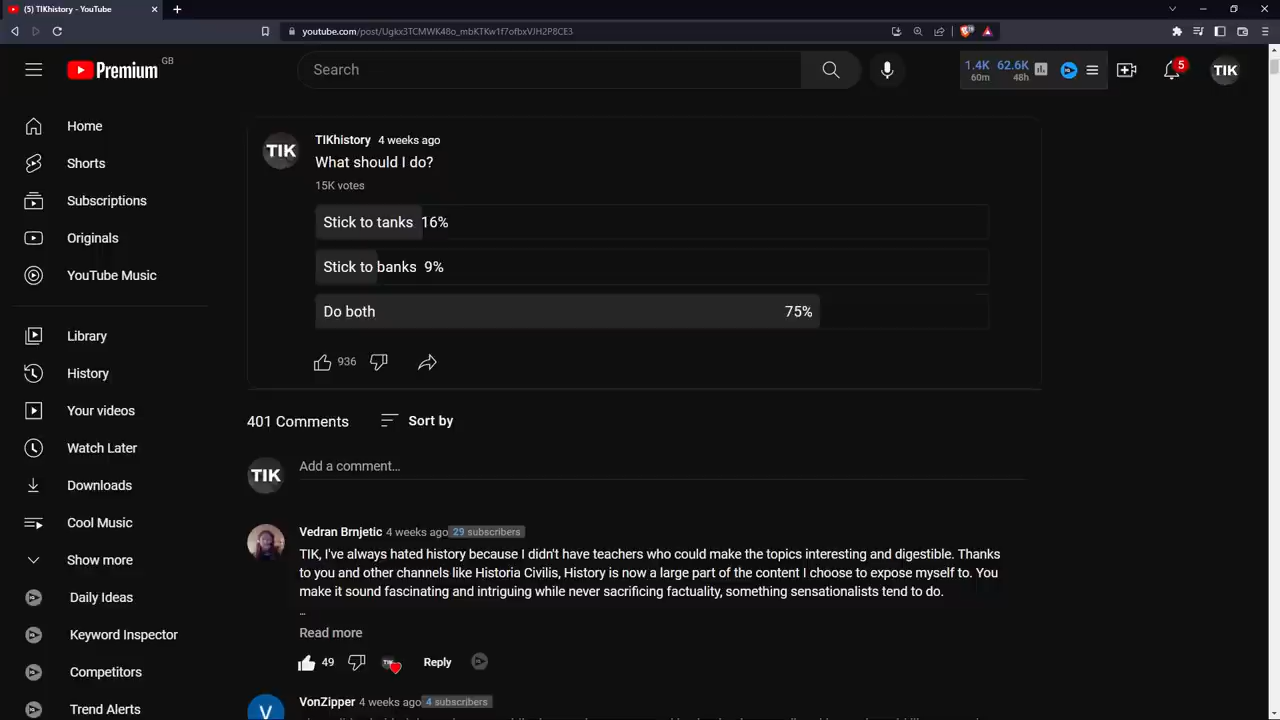 (5) TIKhistory - YouTube
youtube.com/post/Ugkx3TCMWK48o_mbKTKw1f7ofbxVJH2P8CE3
Premium GB
Search
1.4K 62.6K
60m 48h
5
TIK
Home
Shorts
Subscriptions
Originals
YouTube Music
Library
History
Your videos
Watch Later
Downloads
Cool Music
Show more
Daily Ideas
Keyword Inspector
Competitors
Trend Alerts
TIK
TIKhistory 4 weeks ago
What should I do?
15K votes
Stick to tanks 16%
Stick to banks 9%
Do both 75%
936
401 Comments Sort by
TIK
Add a comment...
Vedran Brnjetic 4 weeks ago 29 subscribers
TIK, I've always hated history because I didn't have teachers who could make the topics interesting and digestible. Thanks
to you and other channels like Historia Civilis, History is now a large part of the content I choose to expose myself to. You
make it sound fascinating and intriguing while never sacrificing factuality, something sensationalists tend to do.
...
Read more
49 TIK Reply
V
VonZipper 4 weeks ago 4 subscribers